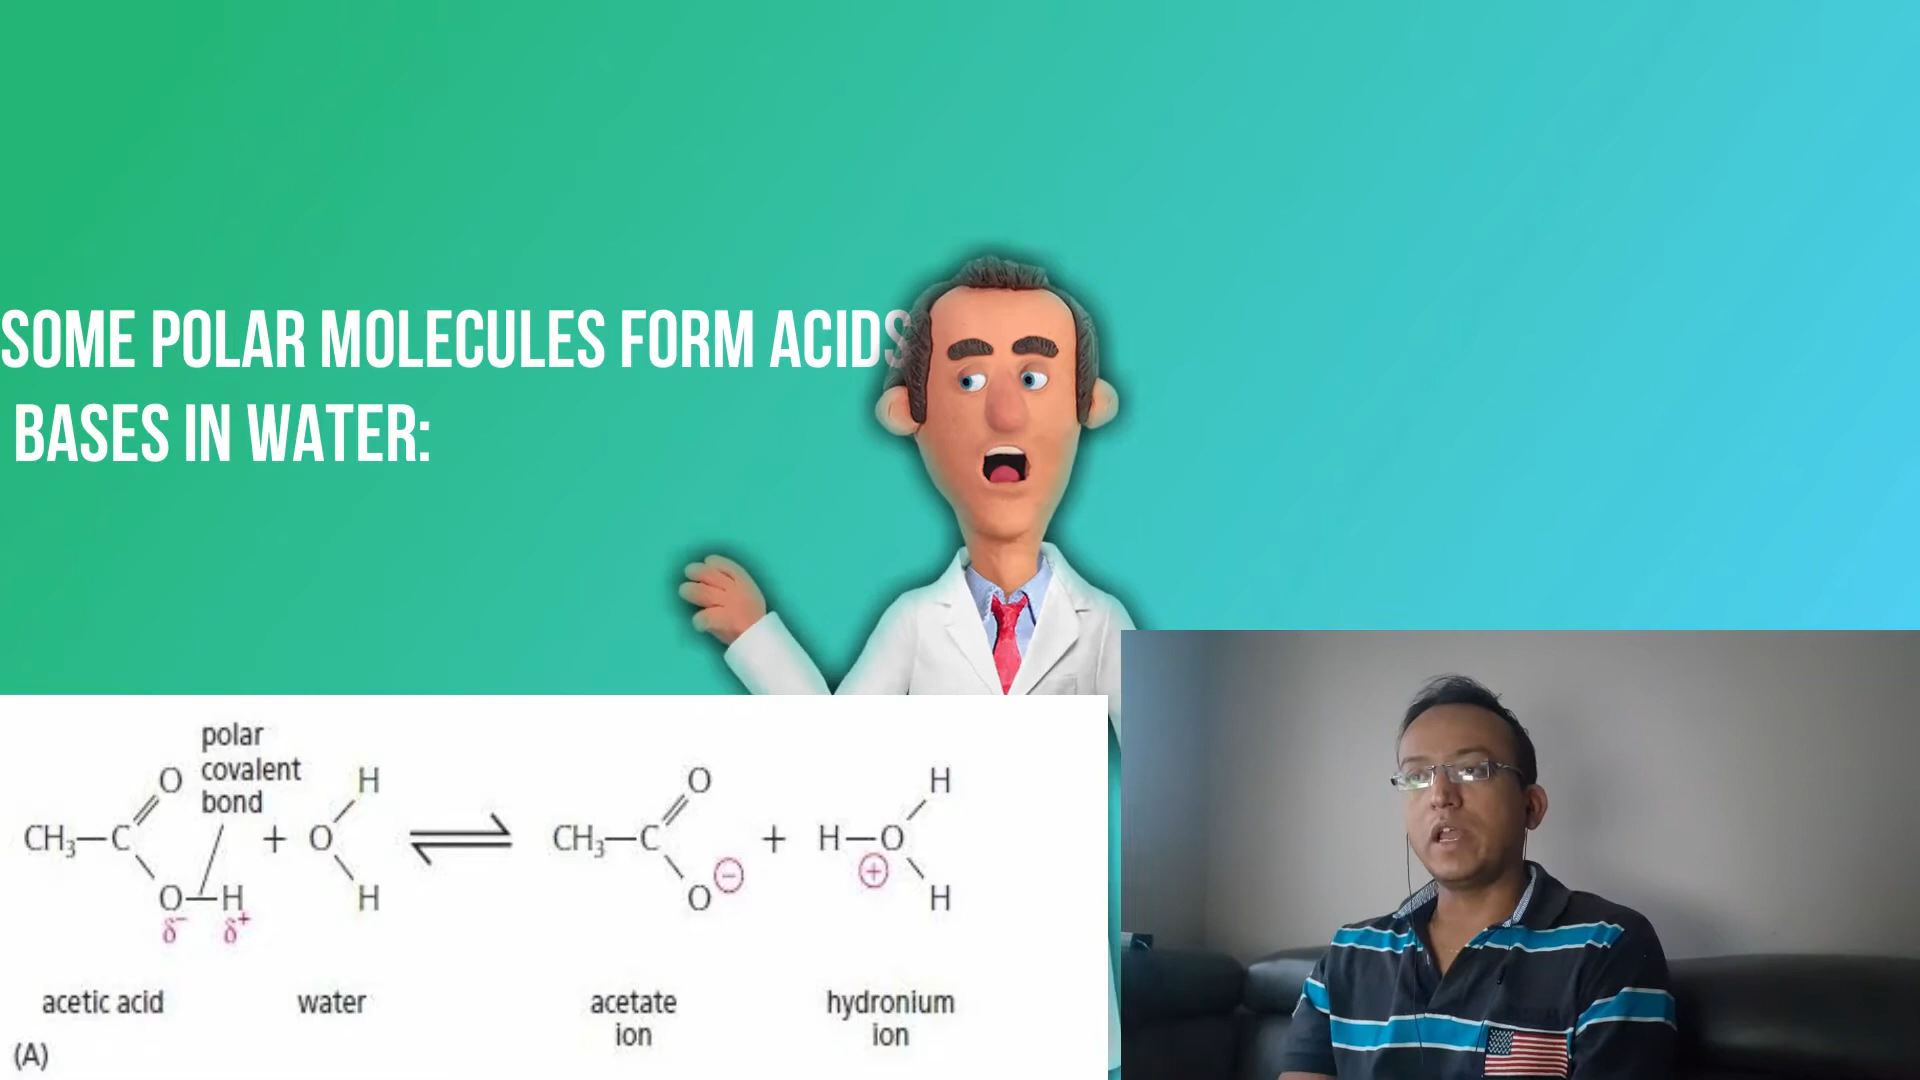 SOME POLAR MOLECULES FORM ACIDS
BASES IN WATER:
polar
covalent
bond
O
H
CH₃—C
+
O
H
O—H
δ⁻ δ⁺
O
CH₃—C
O
⊖
+
H
H—O
⊕
H
acetic acid
water
acetate
ion
hydronium
ion
(A)